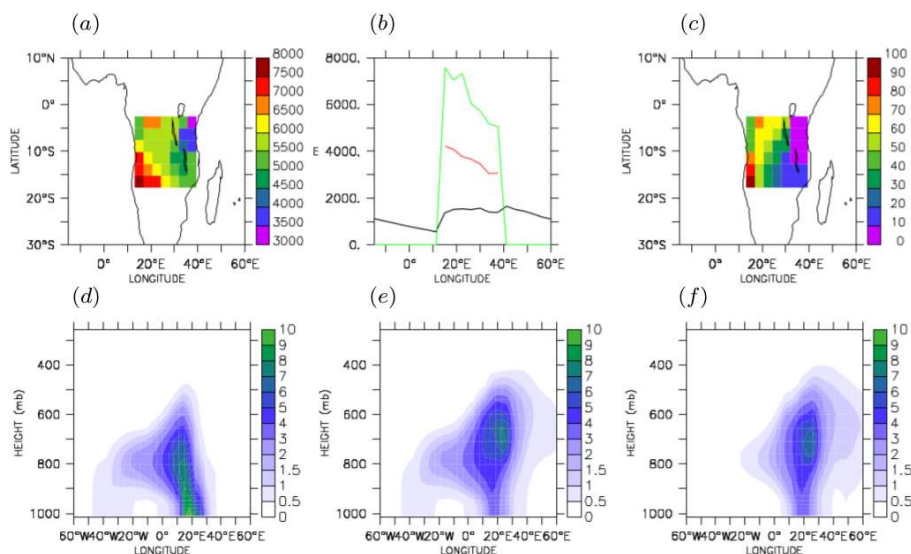 (a) (b) (c)
10°N 8000 E 8000. 10°N 100
7500 90
7000 80
0° 6500 6000. 0° 70
6000 60
LATITUDE 10°S 5500 E 4000. LATITUDE 10°S 50
5000 40
20°S 4500 2000. 20°S 30
4000 20
3500 10
30°S 3000 0. 30°S 0
0° 20°E 40°E 60°E 0° 20°E 40°E 60°E 0° 20°E 40°E 60°E
LONGITUDE LONGITUDE LONGITUDE
(d) (e) (f)
10 10 10
400 9 400 9 400 9
8 8 8
7 7 7
600 6 600 6 600 6
HEIGHT (mb) 5 HEIGHT (mb) 5 HEIGHT (mb) 5
4 4 4
3 3 3
800 2 800 2 800 2
1.5 1.5 1.5
1 1 1
0.5 0.5 0.5
1000 0 1000 0 1000 0
60°W 40°W 20°W 0° 20°E 40°E 60°E 60°W 40°W 20°W 0° 20°E 40°E 60°E 60°W 40°W 20°W 0° 20°E 40°E 60°E
LONGITUDE LONGITUDE LONGITUDE